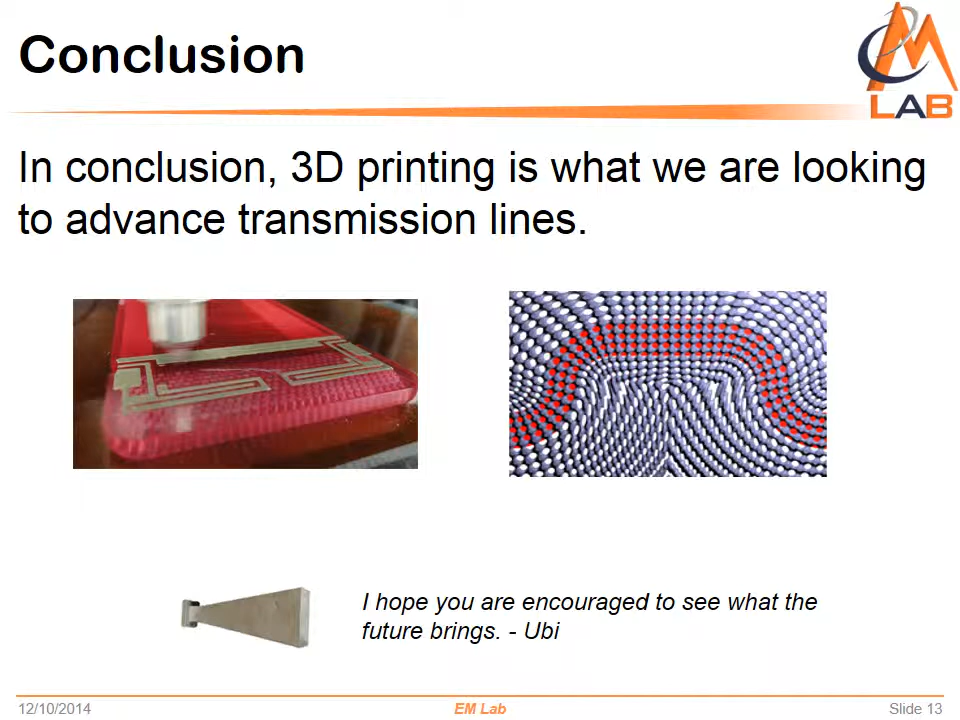 Conclusion
EM
LAB
In conclusion, 3D printing is what we are looking
to advance transmission lines.
I hope you are encouraged to see what the
future brings. - Ubi
12/10/2014
EM Lab
Slide 13